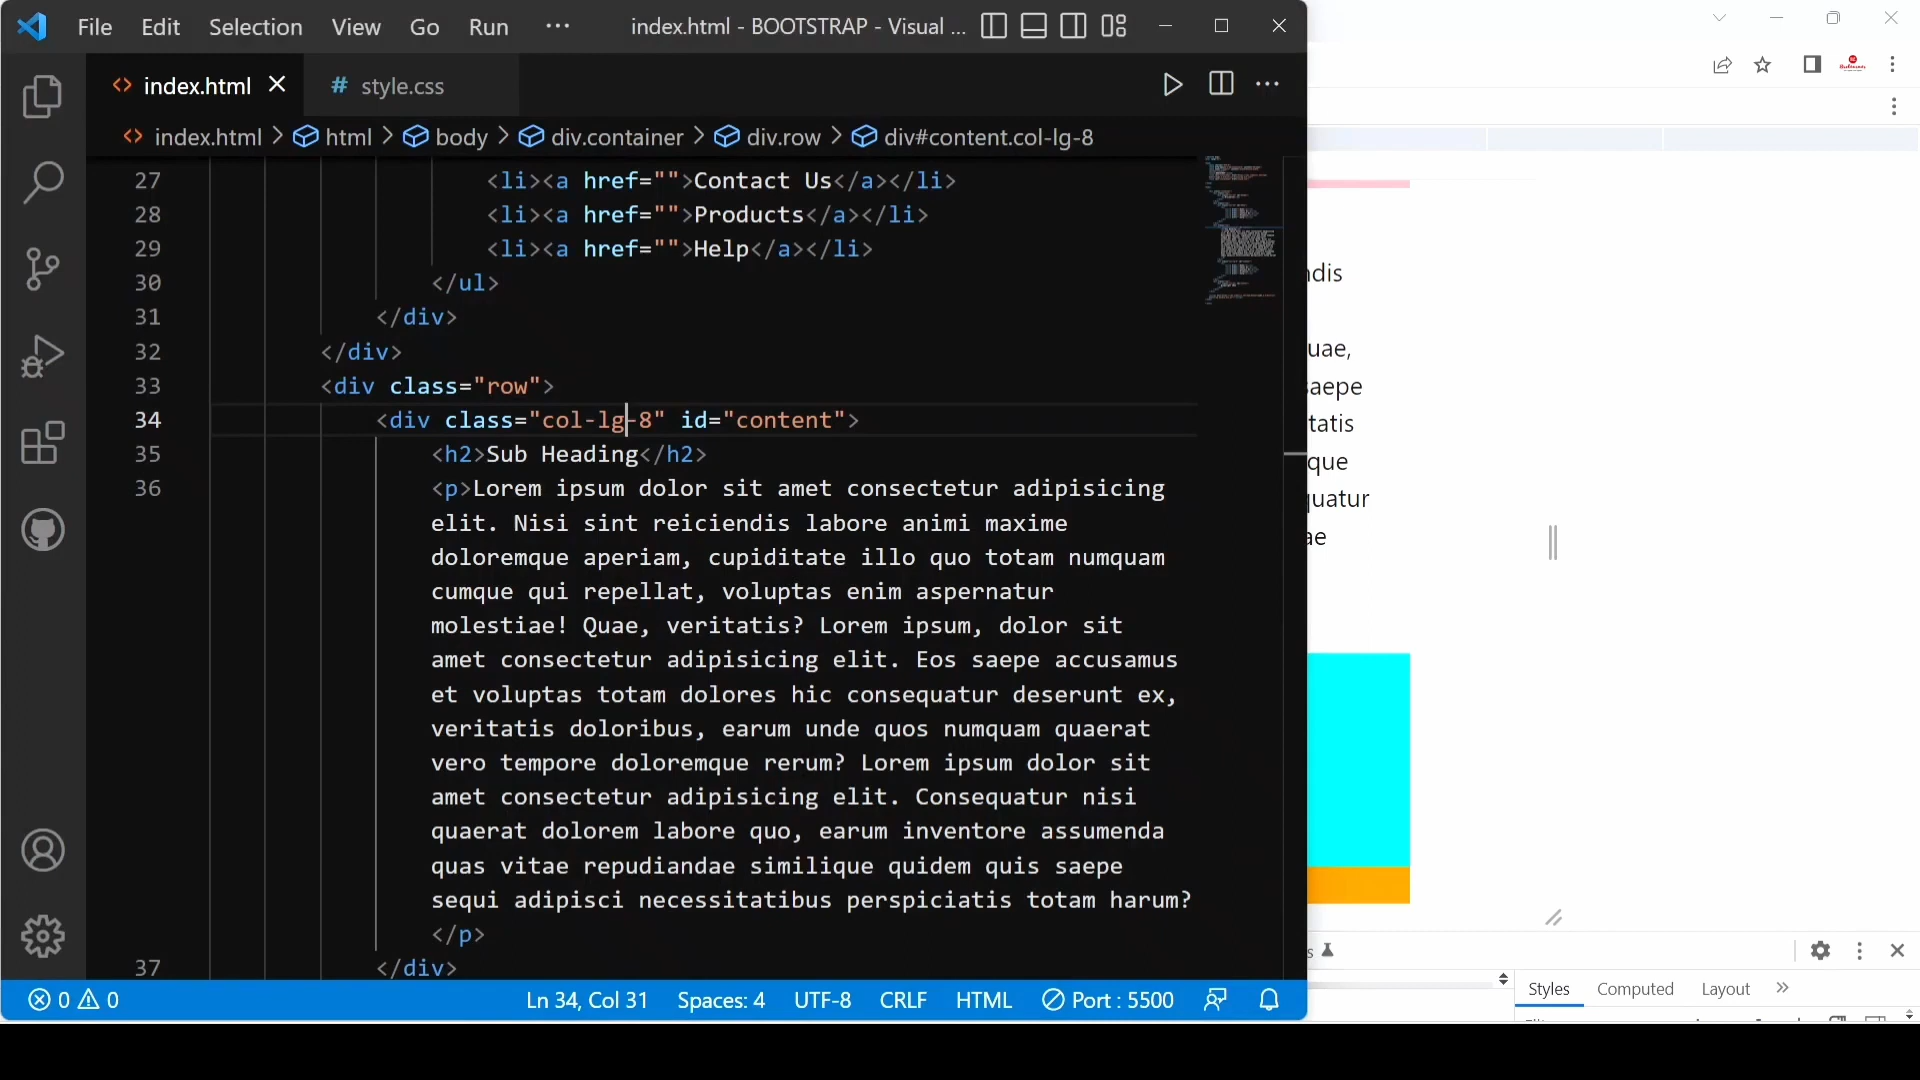 File Edit Selection View Go Run ··· index.html - BOOTSTRAP - Visual ...
index.html style.css
index.html > html > body > div.container > div.row > div#content.col-lg-8
27 <li><a href="">Contact Us</a></li>
28 <li><a href="">Products</a></li>
29 <li><a href="">Help</a></li>
30 </ul>
31 </div>
32 </div>
33 <div class="row">
34 <div class="col-lg-8" id="content">
35 <h2>Sub Heading</h2>
36 <p>Lorem ipsum dolor sit amet consectetur adipisicing
elit. Nisi sint reiciendis labore animi maxime
doloremque aperiam, cupiditate illo quo totam numquam
cumque qui repellat, voluptas enim aspernatur
molestiae! Quae, veritatis? Lorem ipsum, dolor sit
amet consectetur adipisicing elit. Eos saepe accusamus
et voluptas totam dolores hic consequatur deserunt ex,
veritatis doloribus, earum unde quos numquam quaerat
vero tempore doloremque rerum? Lorem ipsum dolor sit
amet consectetur adipisicing elit. Consequatur nisi
quaerat dolorem labore quo, earum inventore assumenda
quas vitae repudiandae similique quidem quis saepe
sequi adipisci necessitatibus perspiciatis totam harum?
</p>
37 </div>
0 0 Ln 34, Col 31 Spaces: 4 UTF-8 CRLF HTML Port : 5500
ndis
uae,
saepe
tatis
que
quatur
ae
s
Styles Computed Layout »